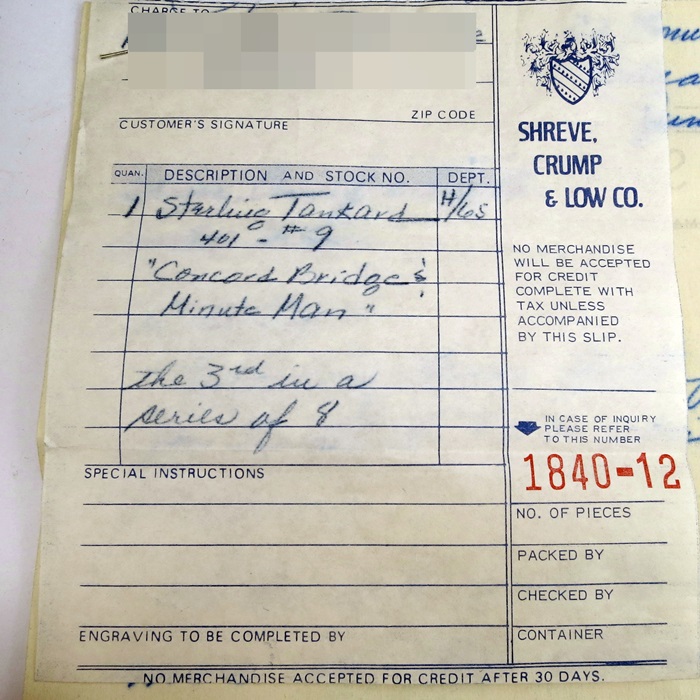 CHARGE TO
ZIP CODE
CUSTOMER'S SIGNATURE
SHREVE,
CRUMP
& LOW CO.
QUAN. DESCRIPTION AND STOCK NO. DEPT.
1 Sterling Tankard H/65
401 - #9
"Concord Bridge &
Minute Man"
the 3rd in a
series of 8
NO MERCHANDISE
WILL BE ACCEPTED
FOR CREDIT
COMPLETE WITH
TAX UNLESS
ACCOMPANIED
BY THIS SLIP.
IN CASE OF INQUIRY
PLEASE REFER
TO THIS NUMBER
1840-12
SPECIAL INSTRUCTIONS
NO. OF PIECES
PACKED BY
CHECKED BY
ENGRAVING TO BE COMPLETED BY
CONTAINER
NO MERCHANDISE ACCEPTED FOR CREDIT AFTER 30 DAYS.